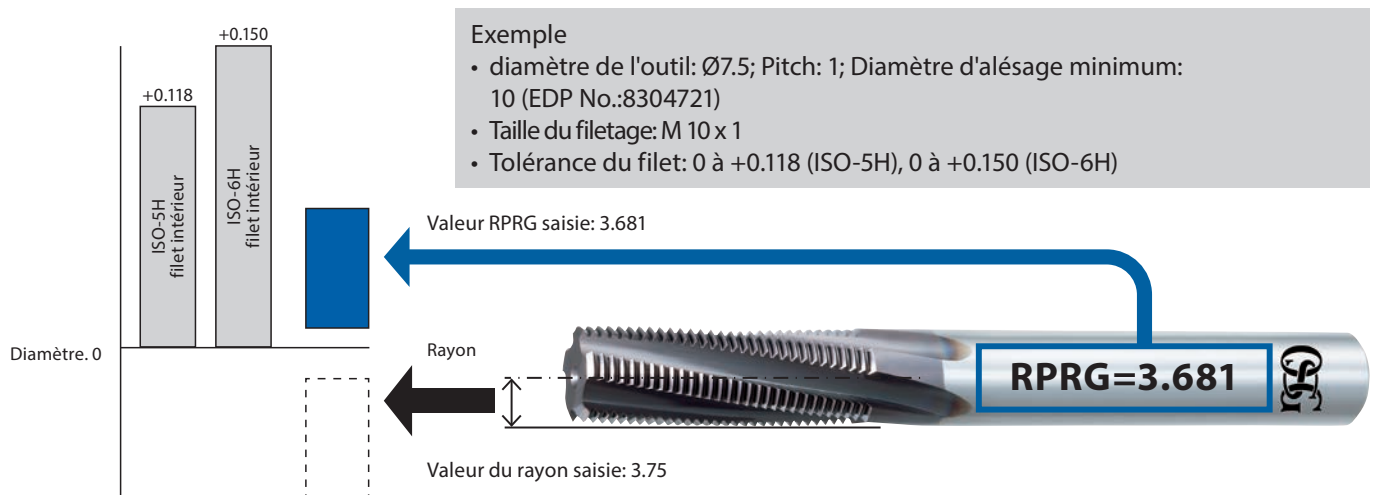 +0.150
+0.118
ISO-5H
filet intérieur
ISO-6H
filet intérieur
Diamètre. 0
Exemple
• diamètre de l'outil: Ø7.5; Pitch: 1; Diamètre d'alésage minimum:
10 (EDP No.:8304721)
• Taille du filetage: M 10 x 1
• Tolérance du filet: 0 à +0.118 (ISO-5H), 0 à +0.150 (ISO-6H)
Valeur RPRG saisie: 3.681
Rayon
RPRG=3.681
OSG
Valeur du rayon saisie: 3.75